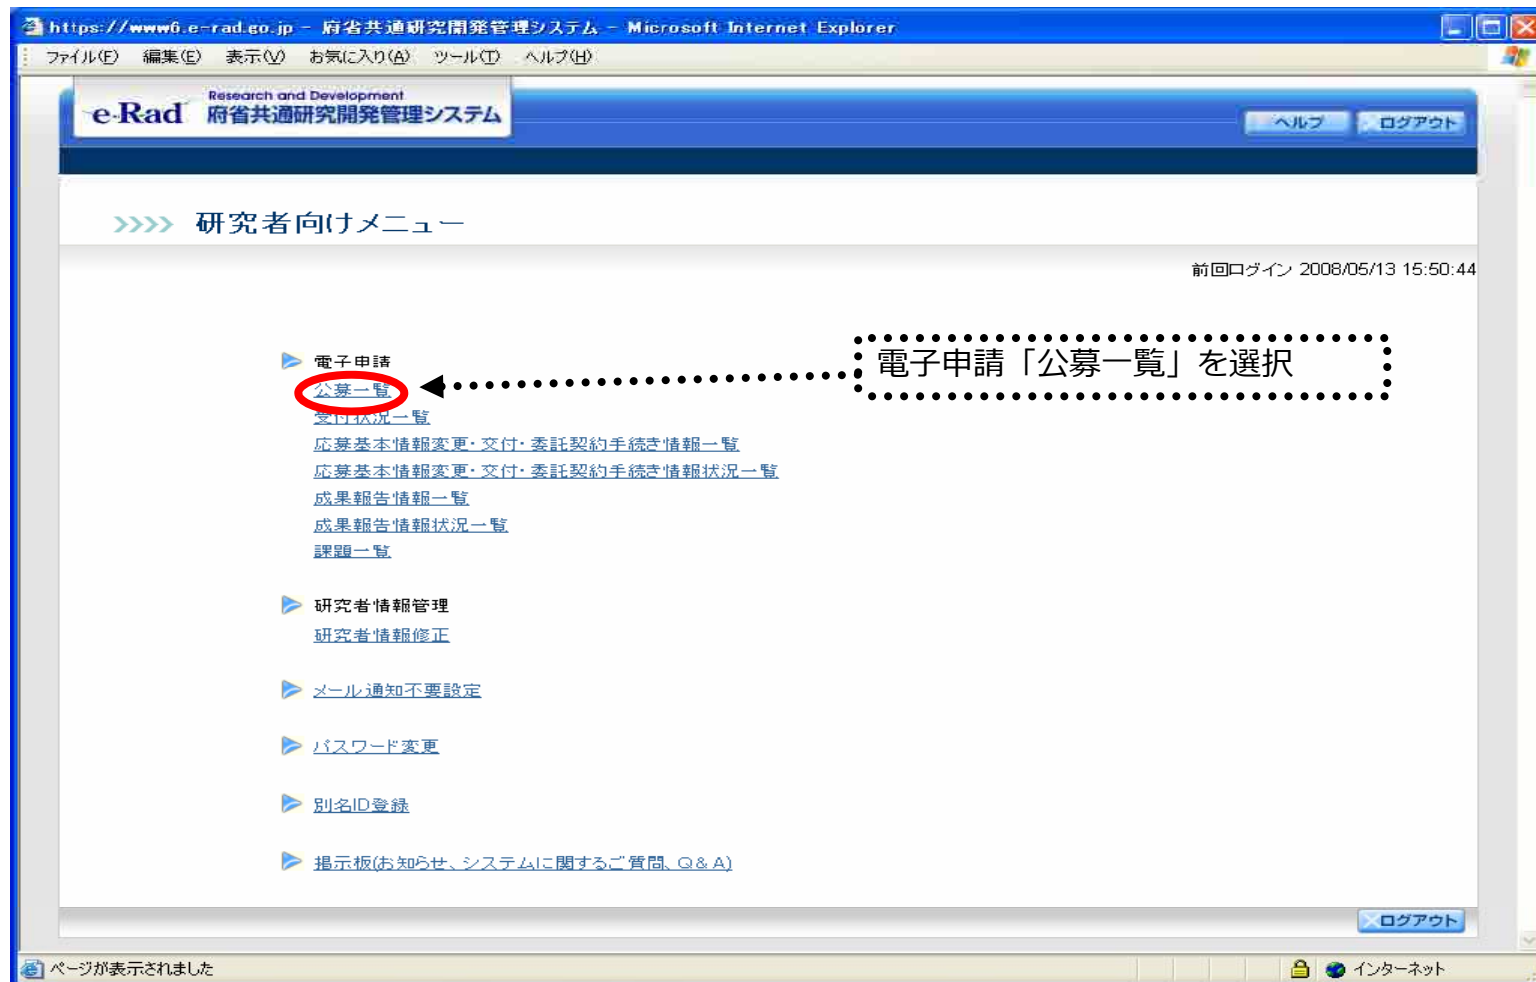 https://www6.e-rad.go.jp - 府省共通研究開発管理システム - Microsoft Internet Explorer
ファイル(F) 編集(E) 表示(V) お気に入り(A) ツール(T) ヘルプ(H)
e-Rad Research and Development
府省共通研究開発管理システム
ヘルプ ログアウト
>>>> 研究者向けメニュー
前回ログイン 2008/05/13 15:50:44
電子申請
電子申請「公募一覧」を選択
公募一覧
受付状況一覧
応募基本情報変更・交付・委託契約手続き情報一覧
応募基本情報変更・交付・委託契約手続き情報状況一覧
成果報告情報一覧
成果報告情報状況一覧
課題一覧
研究者情報管理
研究者情報修正
メール通知不要設定
パスワード変更
別名ID登録
掲示板(お知らせ、システムに関するご質問、Q&A)
ログアウト
ページが表示されました インターネット